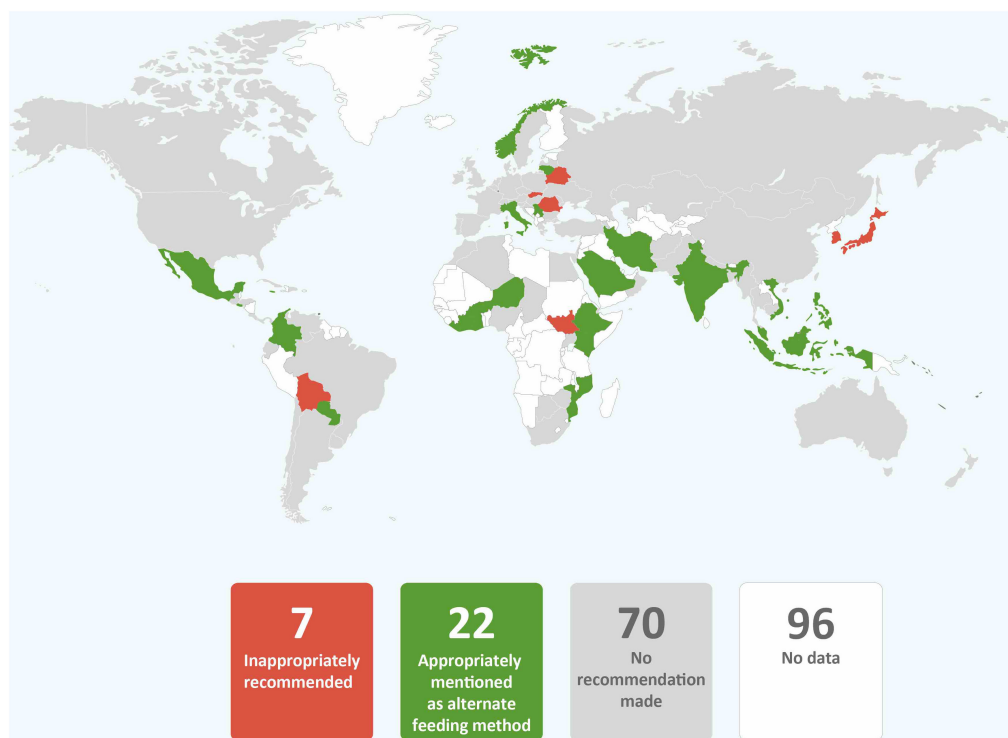 7
Inappropriately
recommended
22
Appropriately
mentioned
as alternate
feeding method
70
No
recommendation
made
96
No data